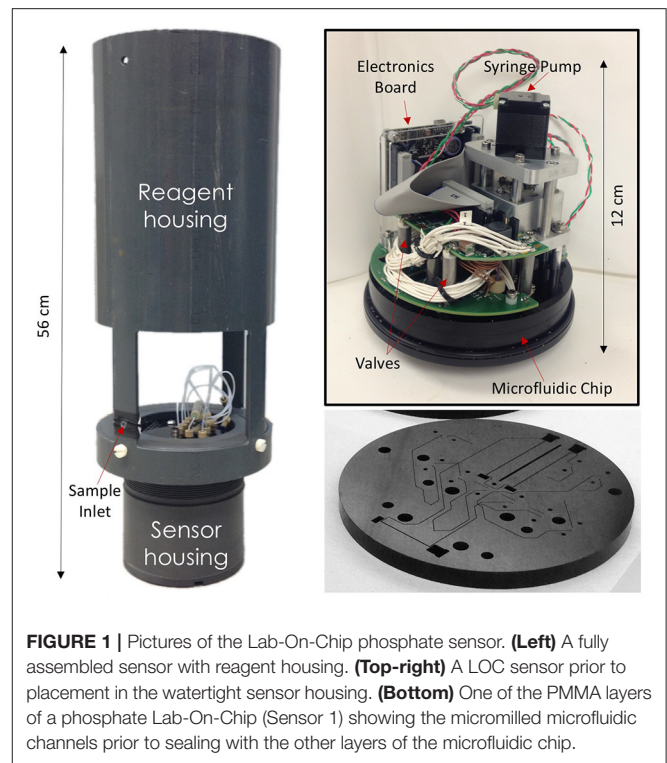 Reagent
housing
56 cm
Sample
Inlet
Sensor
housing
Electronics
Board
Syringe Pump
12 cm
Valves
Microfluidic Chip
FIGURE 1 | Pictures of the Lab-On-Chip phosphate sensor. (Left) A fully
assembled sensor with reagent housing. (Top-right) A LOC sensor prior to
placement in the watertight sensor housing. (Bottom) One of the PMMA layers
of a phosphate Lab-On-Chip (Sensor 1) showing the micromilled microfluidic
channels prior to sealing with the other layers of the microfluidic chip.